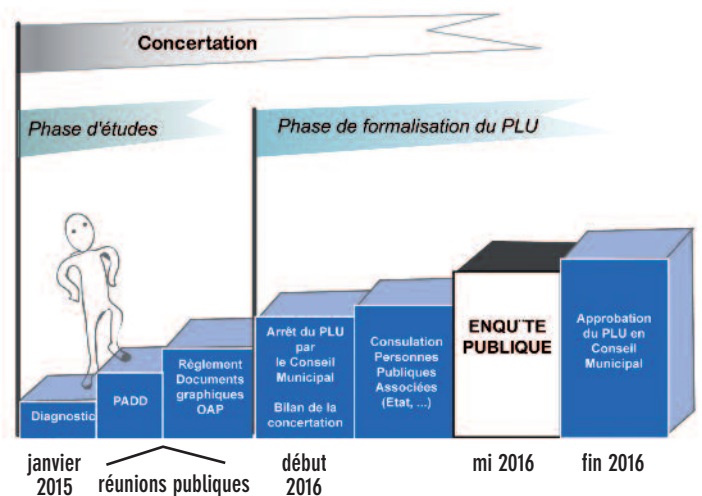 Concertation
Phase d'études
Phase de formalisation du PLU
Diagnostic
PADD
Règlement
Documents
graphiques
OAP
Arrêt du PLU
par
le Conseil
Municipal
Bilan de la
concertation
Consulation
Personnes
Publiques
Associées
(Etat, ...)
ENQU¨TE
PUBLIQUE
Approbation
du PLU en
Conseil
Municipal
janvier
2015
réunions publiques
début
2016
mi 2016
fin 2016